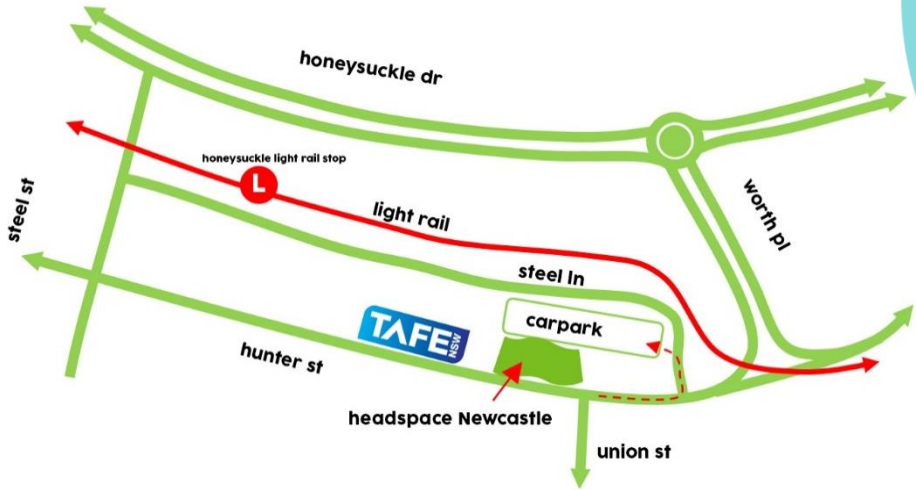 honeysuckle dr
honeysuckle light rail stop
L
steel st
light rail
worth pl
steel ln
carpark
TAFE NSW
hunter st
headspace Newcastle
union st